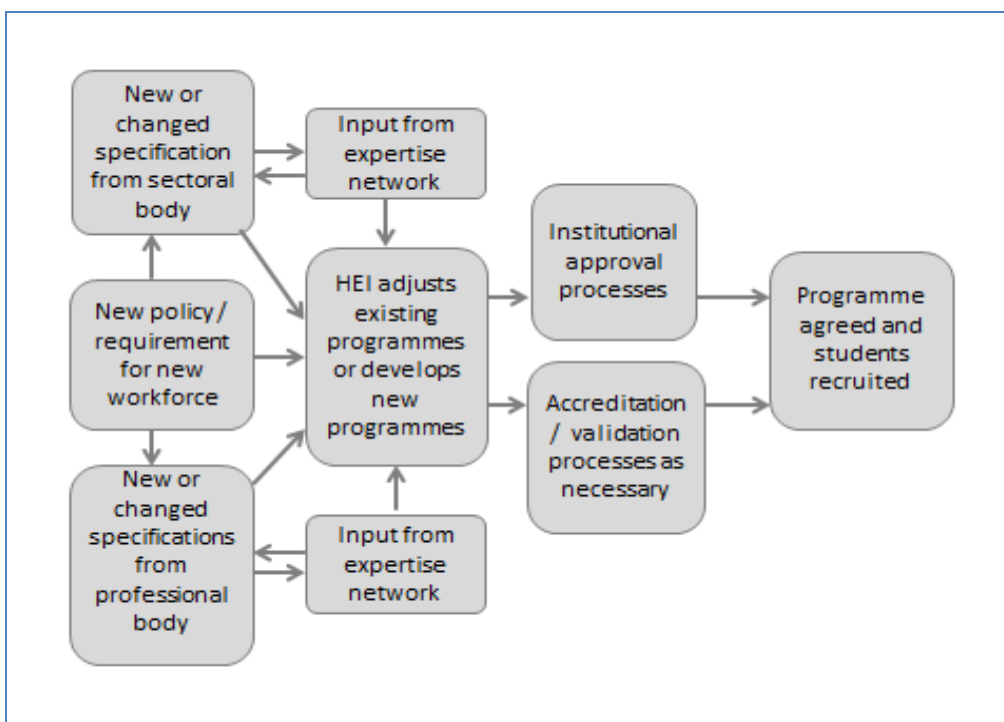 New or
changed
specification
from sectoral
body
Input from
expertise
network
New policy /
requirement
for new
workforce
HEI adjusts
existing
programmes
or develops
new
programmes
Institutional
approval
processes
Programme
agreed and
students
recruited
Accreditation
/ validation
processes as
necessary
New or
changed
specifications
from
professional
body
Input from
expertise
network